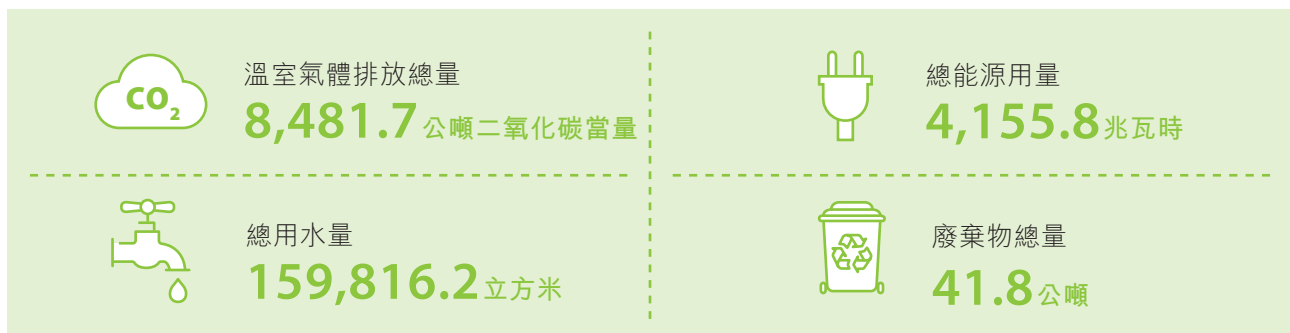 CO₂
溫室氣體排放總量
8,481.7 公噸二氧化碳當量
總能源用量
4,155.8 兆瓦時
總用水量
159,816.2 立方米
廢棄物總量
41.8 公噸